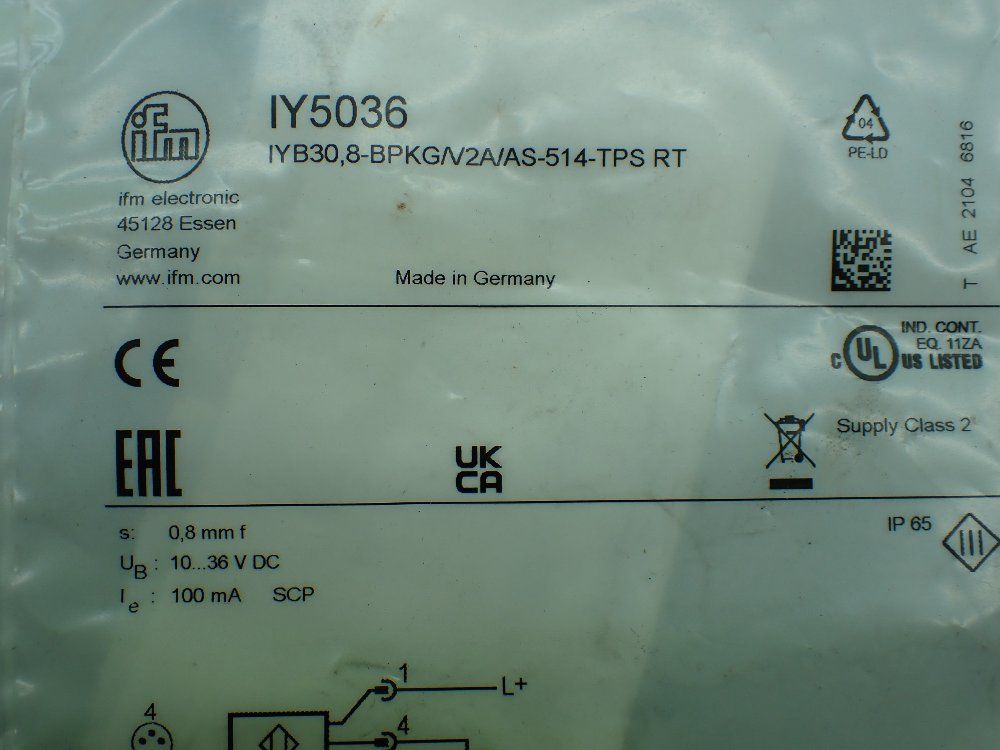 ifm
IY5036
IYB30,8-BPKG/V2A/AS-514-TPS RT
04
PE-LD
T AE 2104 6816
ifm electronic
45128 Essen
Germany
www.ifm.com
Made in Germany
CE
C UL US LISTED
IND. CONT.
EQ. 11ZA
EAC
UK
CA
Supply Class 2
s: 0,8 mm f
IP 65
III
UB : 10...36 V DC
Ie : 100 mA SCP
1
L+
4
4